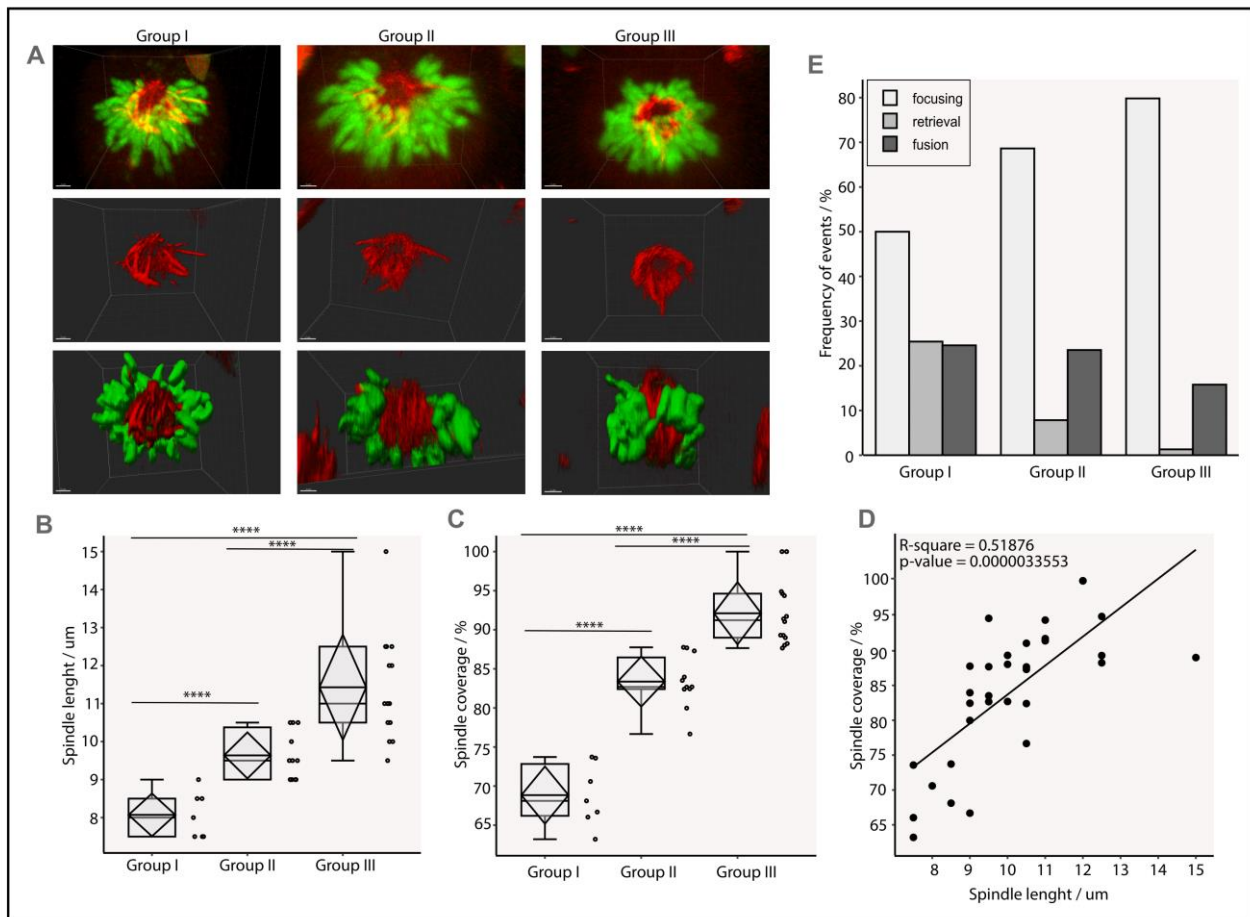 Group I
Group II
Group III
A
E
focusing
retrieval
fusion
Frequency of events / %
80
70
60
50
40
30
20
10
0
Group I
Group II
Group III
B
****
****
****
Spindle lenght / um
15
14
13
12
11
10
9
8
Group I
Group II
Group III
C
****
****
****
Spindle coverage / %
100
95
90
85
80
75
70
65
Group I
Group II
Group III
D
R-square = 0.51876
p-value = 0.0000033553
Spindle coverage / %
100
95
90
85
80
75
70
65
8 9 10 11 12 13 14 15
Spindle lenght / um